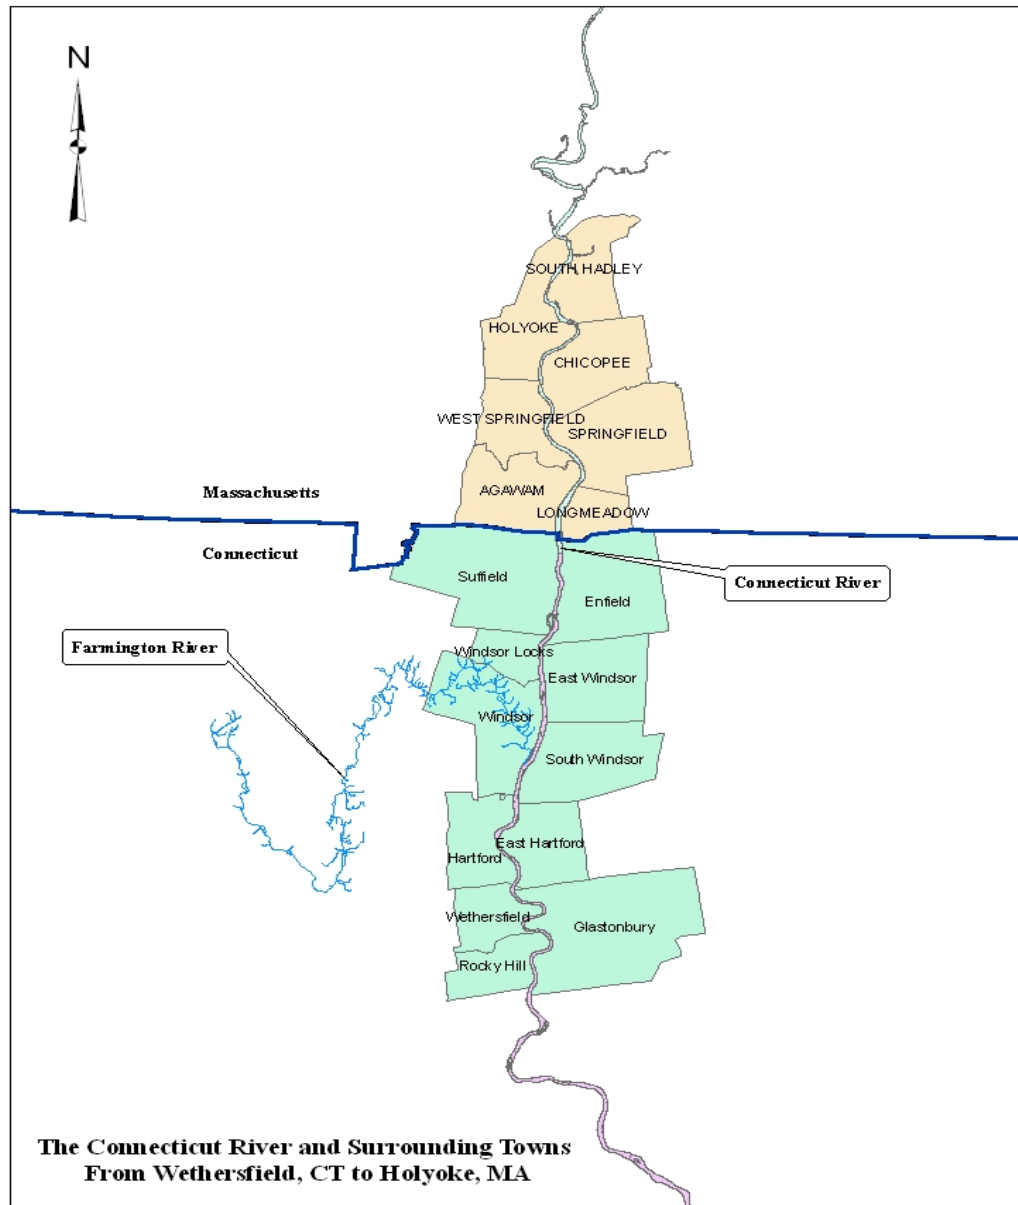 N
SOUTH HADLEY
HOLYOKE
CHICOPEE
WEST SPRINGFIELD
SPRINGFIELD
AGAWAM
Massachusetts
LONGMEADOW
Connecticut
Suffield
Connecticut River
Enfield
Farmington River
Windsor Locks
East Windsor
Windsor
South Windsor
East Hartford
Hartford
Wethersfield
Glastonbury
Rocky Hill
The Connecticut River and Surrounding Towns
From Wethersfield, CT to Holyoke, MA